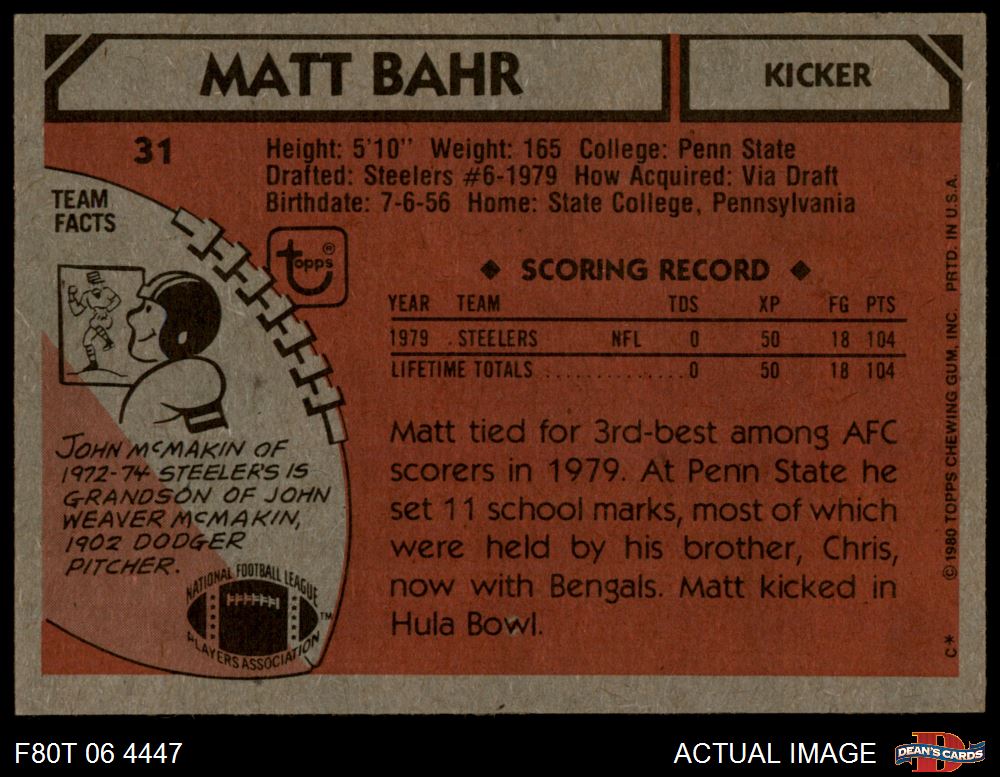 MATT BAHR
KICKER
31
Height: 5'10" Weight: 165 College: Penn State
Drafted: Steelers #6-1979 How Acquired: Via Draft
Birthdate: 7-6-56 Home: State College, Pennsylvania
TEAM
FACTS
topps ®
◆ SCORING RECORD ◆
YEAR TEAM TDS XP FG PTS
1979 . STEELERS NFL 0 50 18 104
LIFETIME TOTALS . . . . . . . . . . . . . . . 0 50 18 104
Matt tied for 3rd-best among AFC
scorers in 1979. At Penn State he
set 11 school marks, most of which
were held by his brother, Chris,
now with Bengals. Matt kicked in
Hula Bowl.
JOHN McMAKIN OF
1972-74 STEELERS IS
GRANDSON OF JOHN
WEAVER McMAKIN,
1902 DODGER
PITCHER.
NATIONAL FOOTBALL LEAGUE
PLAYERS ASSOCIATION
TM
© 1980 TOPPS CHEWING GUM, INC. PRTD. IN U.S.A.
C*
F80T 06 4447
ACTUAL IMAGE
D
DEAN'S CARDS